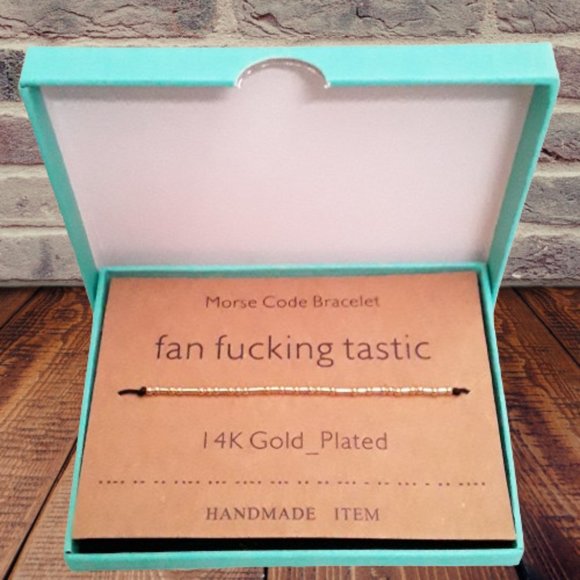 Morse Code Bracelet
fan fucking tastic
14K Gold_Plated
HANDMADE ITEM